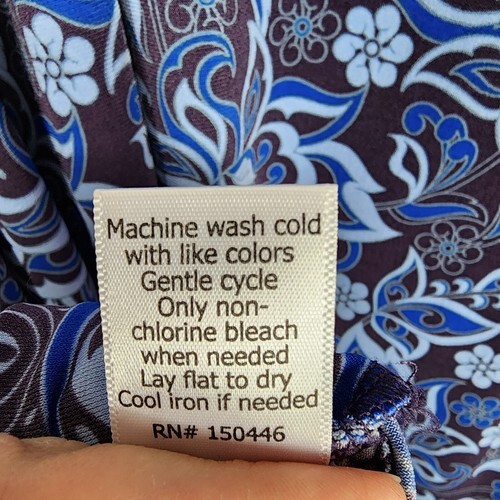 Machine wash cold
with like colors
Gentle cycle
Only non-
chlorine bleach
when needed
Lay flat to dry
Cool iron if needed
RN# 150446